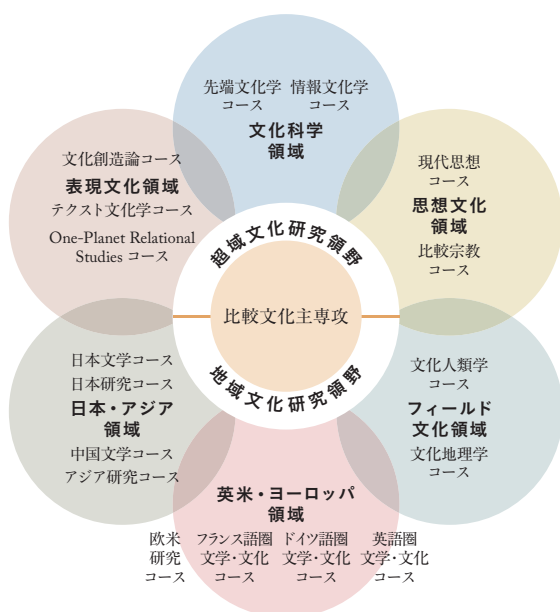 先端文化学
コース
情報文化学
コース
文化科学
領域
文化創造論コース
表現文化領域
テクスト文化学コース
One-Planet Relational
Studies コース
現代思想
コース
思想文化
領域
比較宗教
コース
超域文化研究領野
比較文化主専攻
地域文化研究領野
日本文学コース
日本研究コース
日本・アジア
領域
中国文学コース
アジア研究コース
文化人類学
コース
フィールド
文化領域
文化地理学
コース
英米・ヨーロッパ
領域
欧米
研究
コース
フランス語圏
文学・文化
コース
ドイツ語圏
文学・文化
コース
英語圏
文学・文化
コース